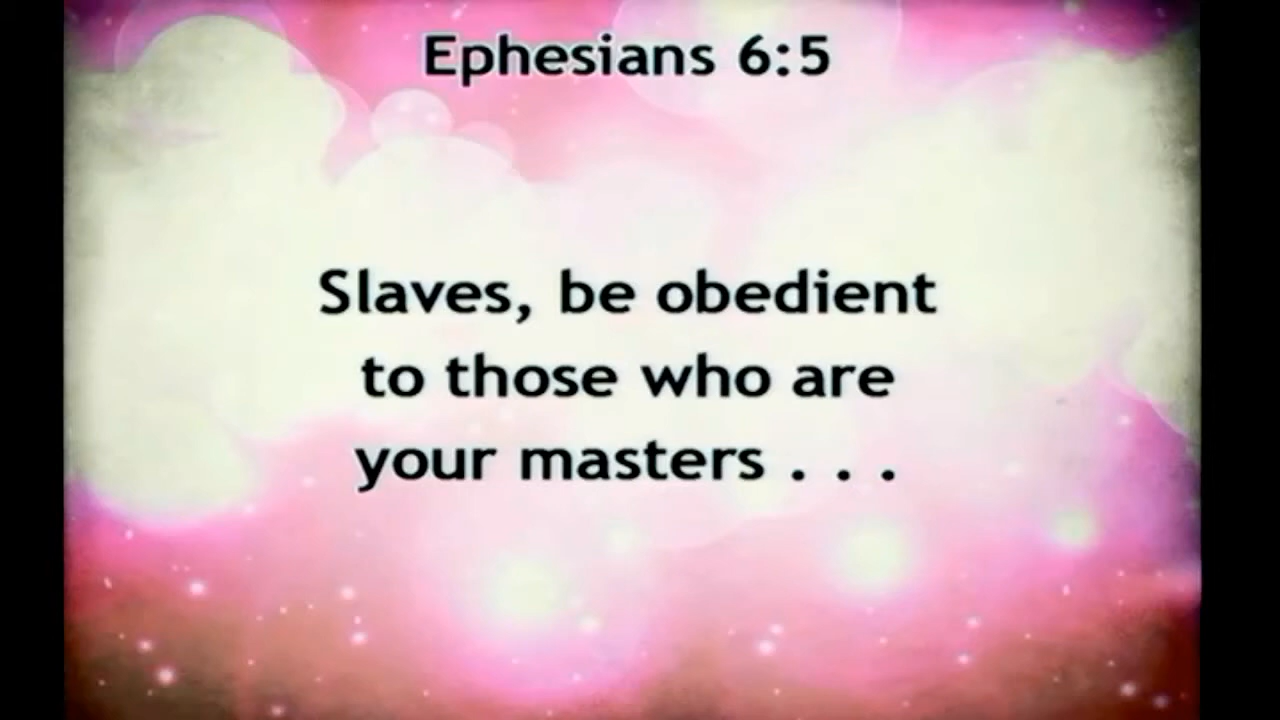 Ephesians 6:5
Slaves, be obedient
to those who are
your masters . . .